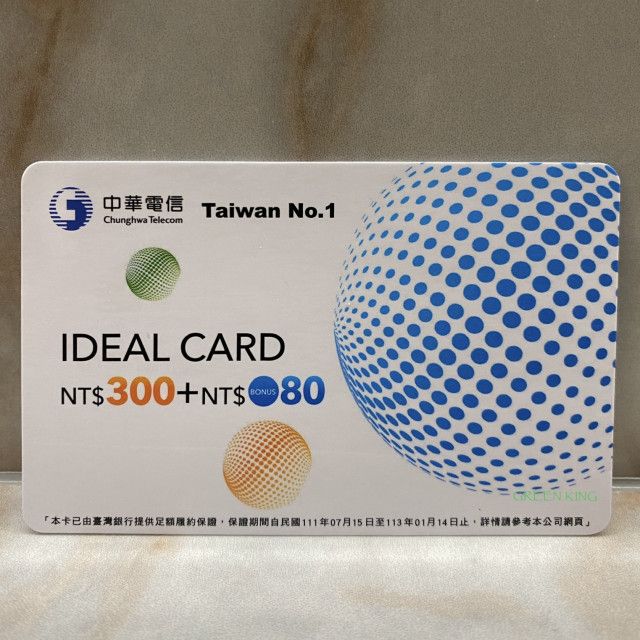 中華電信
Chunghwa Telecom
Taiwan No.1
IDEAL CARD
NT$300+NT$ BONUS 80
GREEN KING
「本卡已由臺灣銀行提供足額履約保證，保證期間自民國111年07月15日至113年01月14日止，詳情請參考本公司網頁」